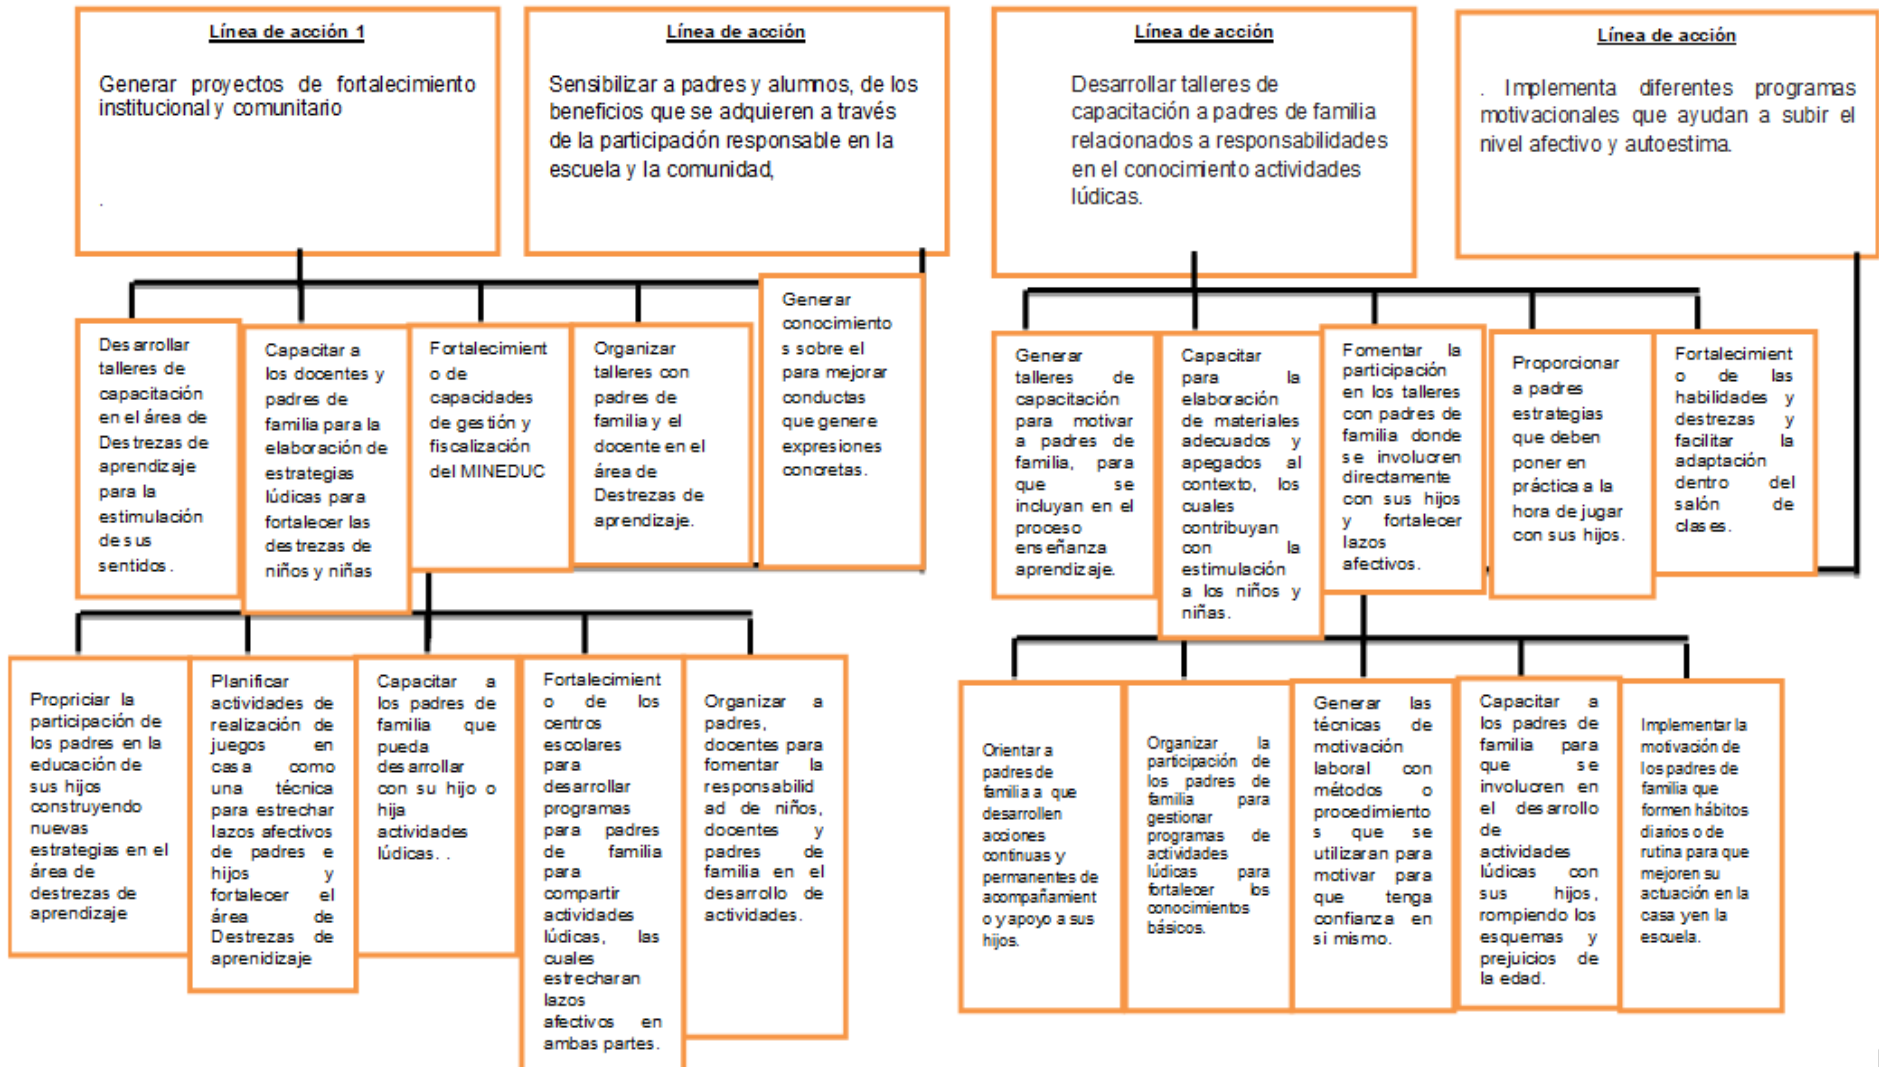 Línea de acción 1
Generar proyectos de fortalecimiento
institucional y comunitario
.
Línea de acción
Sensibilizar a padres y alumnos, de los
beneficios que se adquieren a través
de la participación responsable en la
escuela y la comunidad,
Línea de acción
Desarrollar talleres de
capacitación a padres de familia
relacionados a responsabilidades
en el conocimiento actividades
lúdicas.
Línea de acción
. Implementa diferentes programas
motivacionales que ayudan a subir el
nivel afectivo y autoestima.
Desarrollar
talleres de
capacitación
en el área de
Destrezas de
aprendizaje
para la
estimulación
de sus
sentidos.
Capacitar a
los docentes y
padres de
familia para la
elaboración de
estrategias
lúdicas para
fortalecer las
destrezas de
niños y niñas
Fortalecimient
o de
capacidades
de gestión y
fiscalización
del MINEDUC
Organizar
talleres con
padres de
familia y el
docente en el
área de
Destrezas de
aprendizaje.
Generar
conocimiento
s sobre el
para mejorar
conductas
que genere
expresiones
concretas.
Generar
talleres de
capacitación
para motivar
a padres de
familia, para
que se
incluyan en el
proceso
enseñanza
aprendizaje.
Capacitar
para la
elaboración
de materiales
adecuados y
apegados al
contexto, los
cuales
contribuyan
con la
estimulación
a los niños y
niñas.
Fomentar la
participación
en los talleres
con padres de
familia donde
se involucren
directamente
con sus hijos
y fortalecer
lazos
afectivos.
Proporcionar
a padres
estrategias
que deben
poner en
práctica a la
hora de jugar
con sus hijos.
Fortalecimient
o de las
habilidades y
destrezas y
facilitar la
adaptación
dentro del
salón de
clases.
Propriciar la
participación de
los padres en la
educación de
sus hijos
construyendo
nuevas
estrategias en el
área de
destrezas de
aprendizaje
Planificar
actividades de
realización de
juegos en
casa como
una técnica
para estrechar
lazos afectivos
de padres e
hijos y
fortalecer el
área de
Destrezas de
aprenidizaje
Capacitar a
los padres de
familia que
pueda
desarrollar
con su hijo o
hija
actividades
lúdicas. .
Fortalecimient
o de los
centros
escolares
para
desarrollar
programas
para padres
de familia
para
compartir
actividades
lúdicas, las
cuales
estrecharan
lazos
afectivos en
ambas partes.
Organizar a
padres,
docentes para
fomentar la
responsabilid
ad de niños,
docentes y
padres de
familia en el
desarrollo de
actividades.
Orientar a
padres de
familia a que
desarrollen
acciones
continuas y
permanentes de
acompañamient
o y apoyo a sus
hijos.
Organizar la
participación de
los padres de
familia para
gestionar
programas de
actividades
lúdicas para
fortalecer los
conocimientos
básicos.
Generar las
técnicas de
motivación
laboral con
métodos o
procedimiento
s que se
utilizaran para
motivar para
que tenga
confianza en
si mismo.
Capacitar a
los padres de
familia para
que se
involucren en
el desarrollo
de
actividades
lúdicas con
sus hijos,
rompiendo los
esquemas y
prejuicios de
la edad.
Implementar la
motivación de
los padres de
familia que
formen hábitos
diarios o de
rutina para que
mejoren su
actuación en la
casa y en la
escuela.